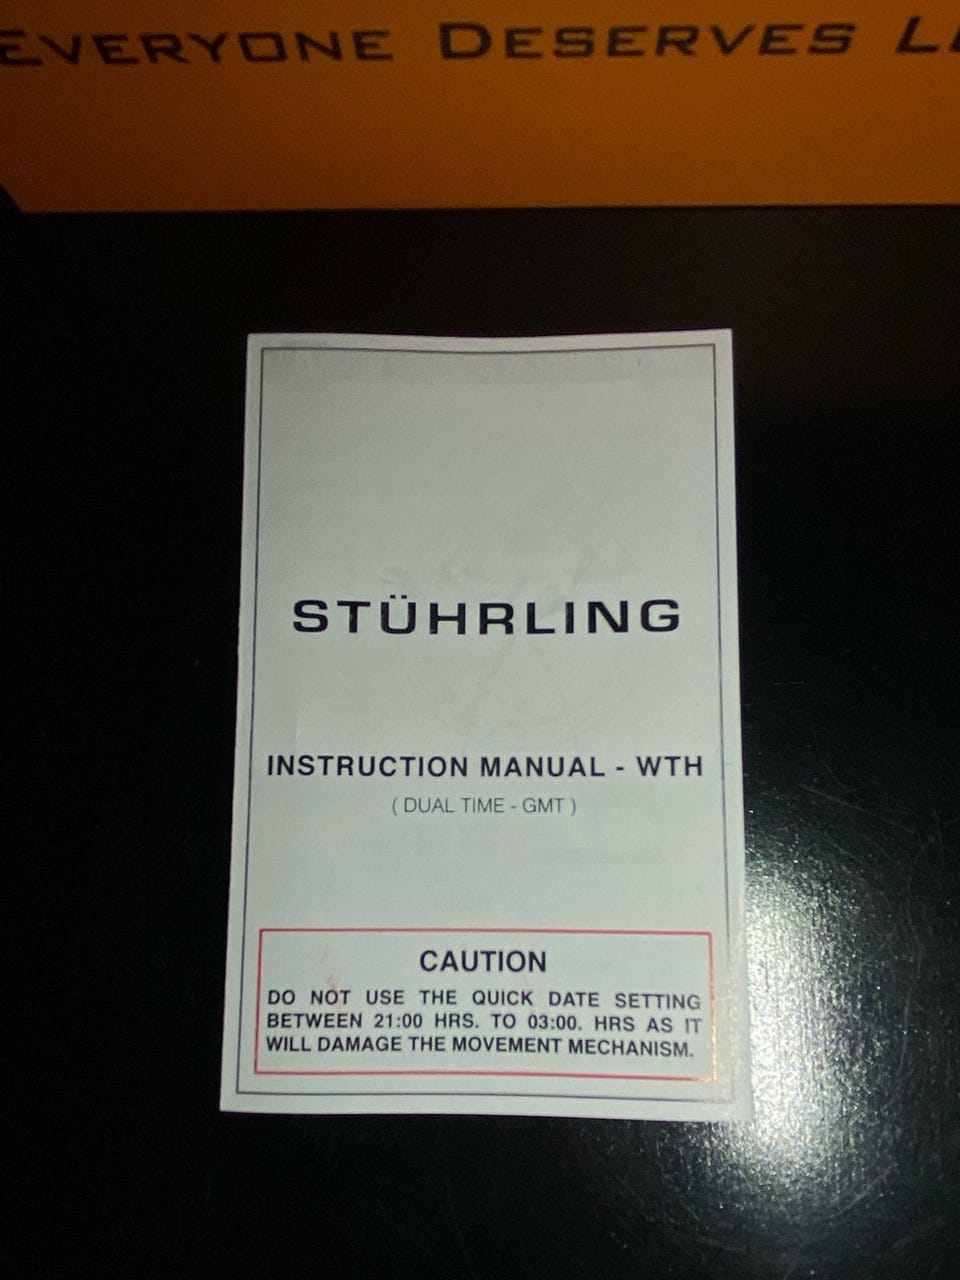 EVERYONE DESERVES
STÜHRLING
INSTRUCTION MANUAL - WTH
( DUAL TIME - GMT )
CAUTION
DO NOT USE THE QUICK DATE SETTING
BETWEEN 21:00 HRS. TO 03:00. HRS AS IT
WILL DAMAGE THE MOVEMENT MECHANISM.